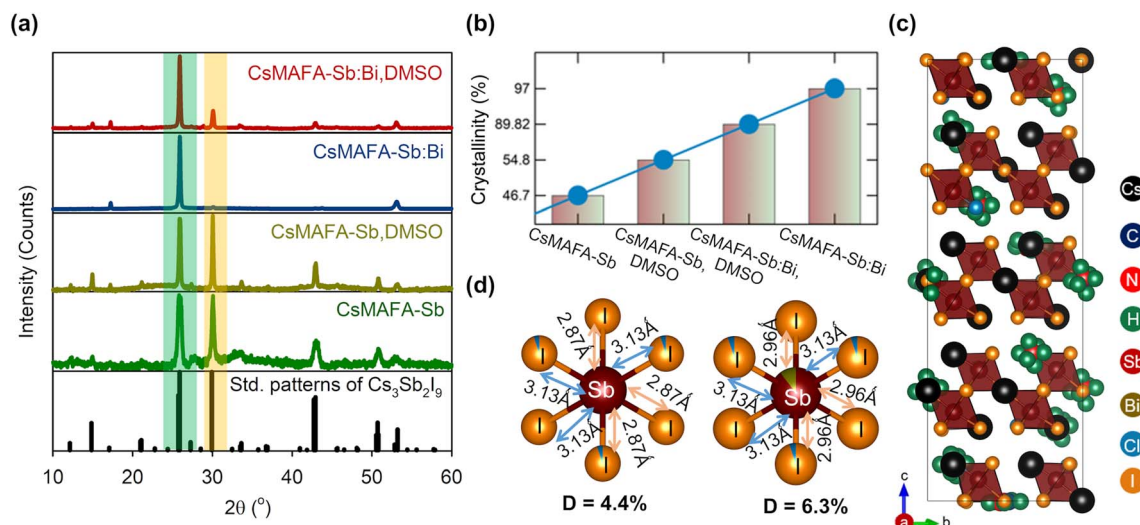 (a)
CsMAFA-Sb:Bi,DMSO
CsMAFA-Sb:Bi
CsMAFA-Sb,DMSO
CsMAFA-Sb
Std. patterns of Cs₃Sb₂I₉
Intensity (Counts)
10 20 30 40 50 60
2θ (°)
(b)
Crystallinity (%)
97
89.82
54.8
46.7
CsMAFA-Sb
CsMAFA-Sb,
DMSO
CsMAFA-Sb:Bi,
DMSO
CsMAFA-Sb:Bi
(d)
I
I
I
I
I
I
Sb
2.87Å
3.13Å
3.13Å
2.87Å
3.13Å
2.87Å
D = 4.4%
I
I
I
I
I
I
Sb
2.96Å
3.13Å
3.13Å
2.96Å
3.13Å
2.96Å
D = 6.3%
(c)
Cs
C
N
H
Sb
Bi
Cl
I
c
a
b